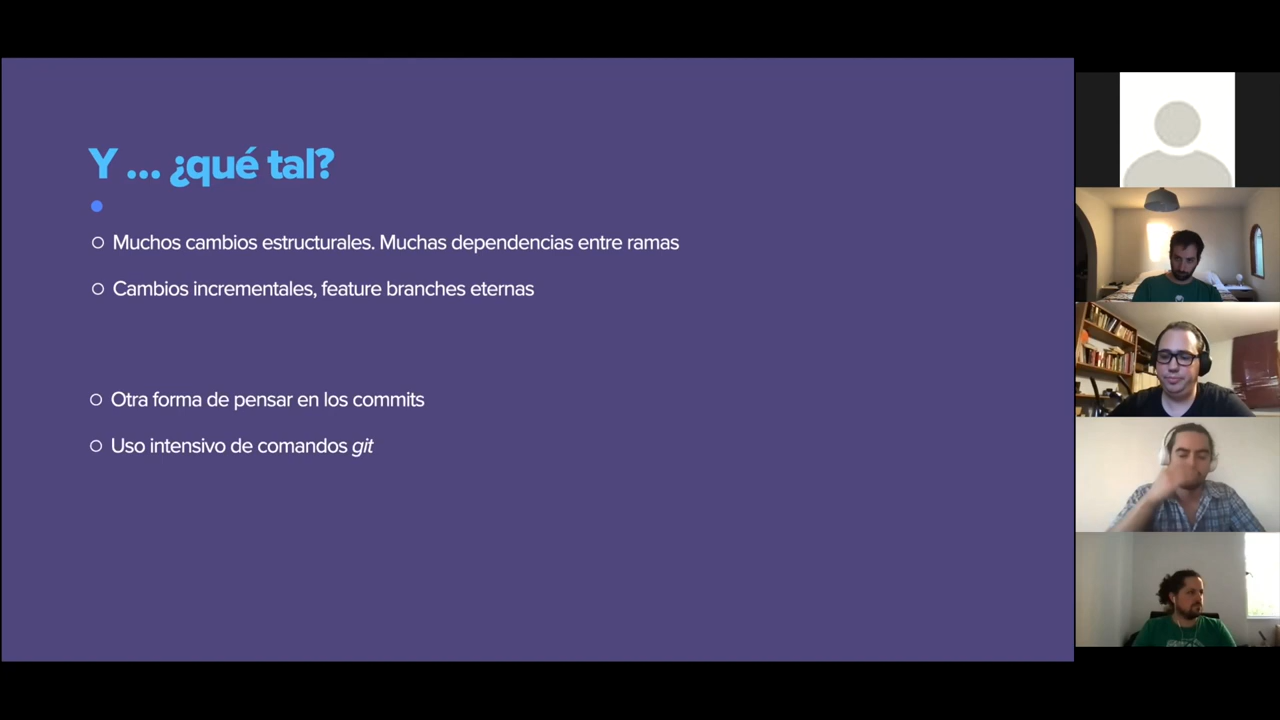 Y ... ¿qué tal?
Muchos cambios estructurales. Muchas dependencias entre ramas
Cambios incrementales, feature branches eternas
Otra forma de pensar en los commits
Uso intensivo de comandos git